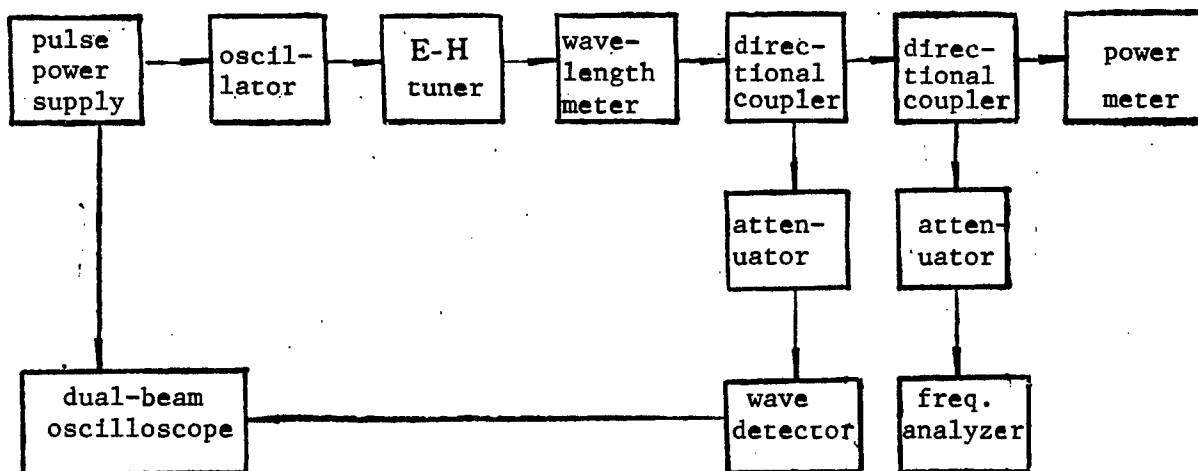 pulse
power
supply
oscil-
lator
E-H
tuner
wave-
length
meter
direc-
tional
coupler
direc-
tional
coupler
power
meter
atten-
uator
atten-
uator
dual-beam
oscilloscope
wave
detector
freq.
analyzer